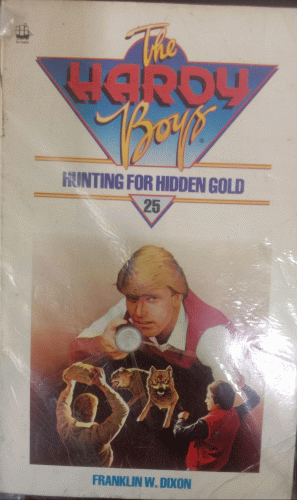 The
HARDY
Boys
HUNTING FOR HIDDEN GOLD
25
FRANKLIN W. DIXON